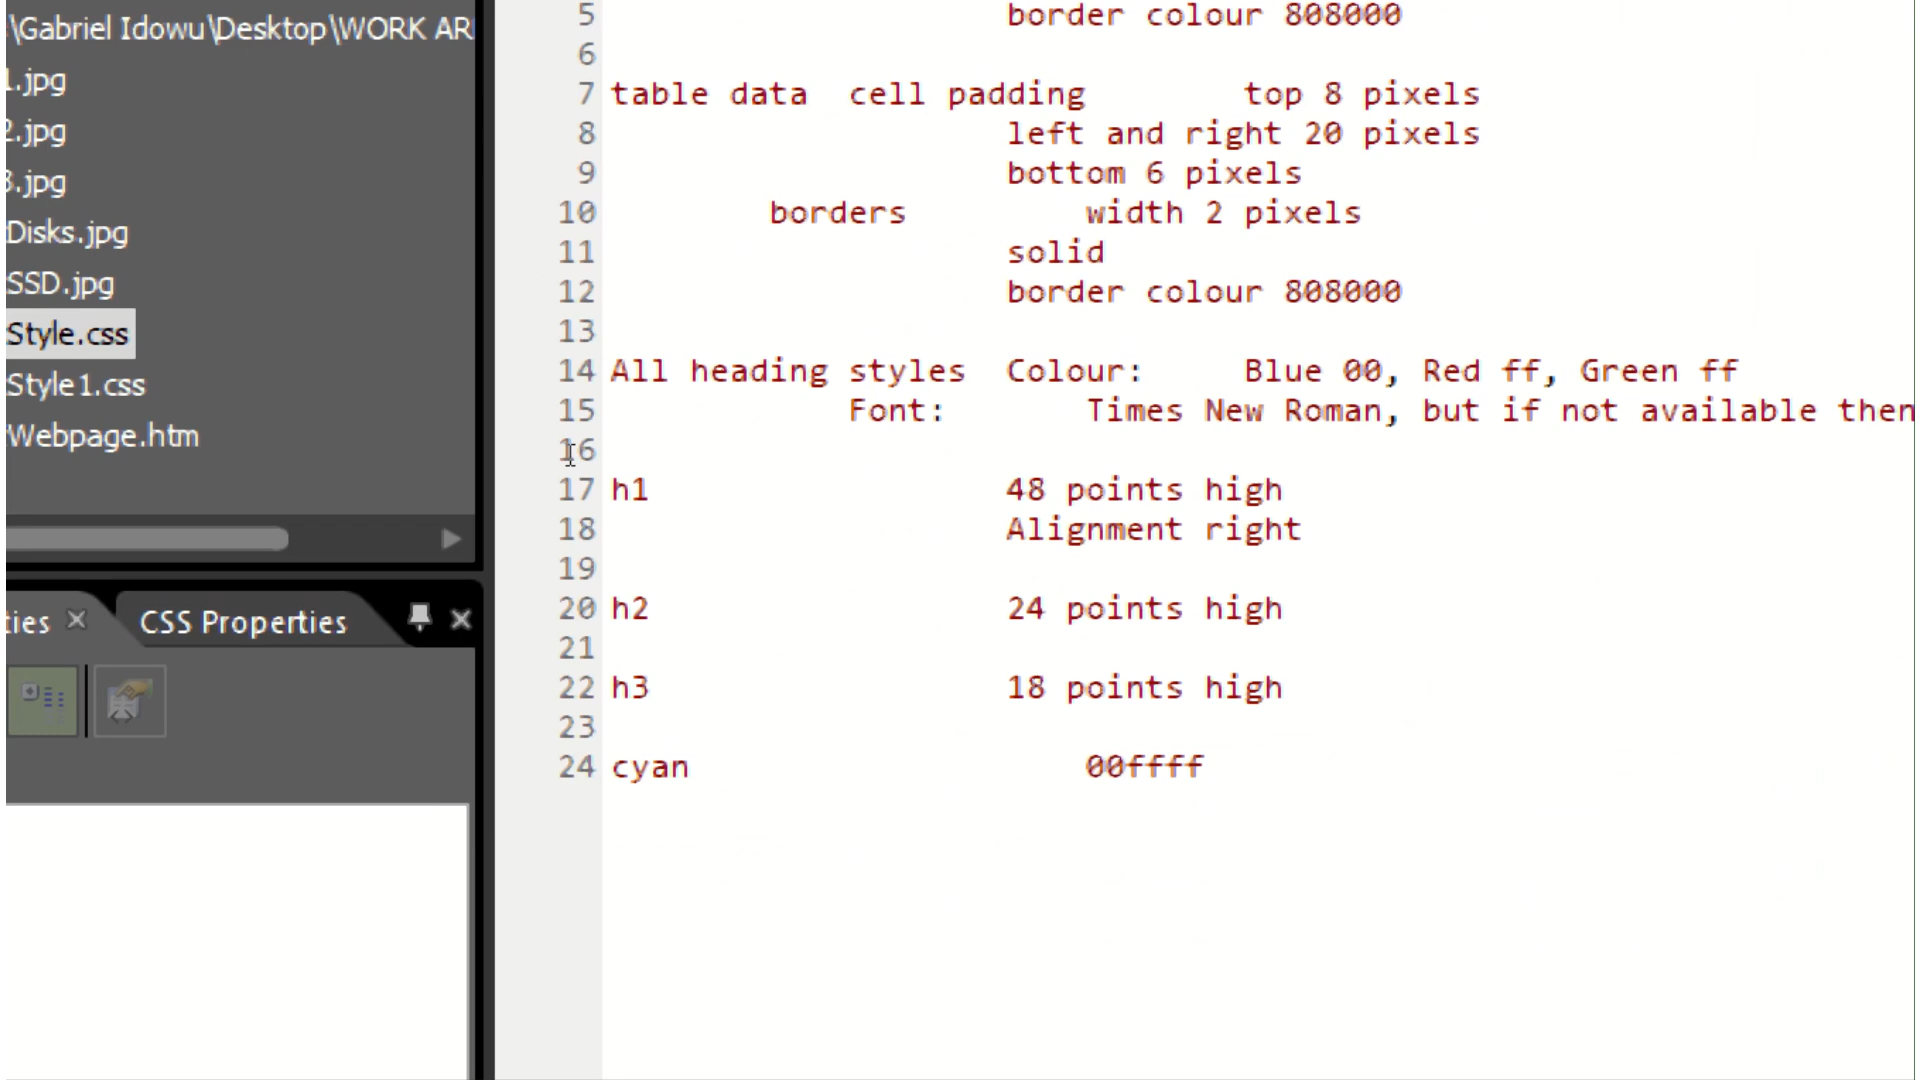 \Gabriel Idowu\Desktop\WORK AR
1.jpg
2.jpg
3.jpg
Disks.jpg
SSD.jpg
Style.css
Style1.css
Webpage.htm
ties
CSS Properties
5 border colour 808000
6
7 table data cell padding top 8 pixels
8 left and right 20 pixels
9 bottom 6 pixels
10 borders width 2 pixels
11 solid
12 border colour 808000
13
14 All heading styles Colour: Blue 00, Red ff, Green ff
15 Font: Times New Roman, but if not available then
16
17 h1 48 points high
18 Alignment right
19
20 h2 24 points high
21
22 h3 18 points high
23
24 cyan 00ffff